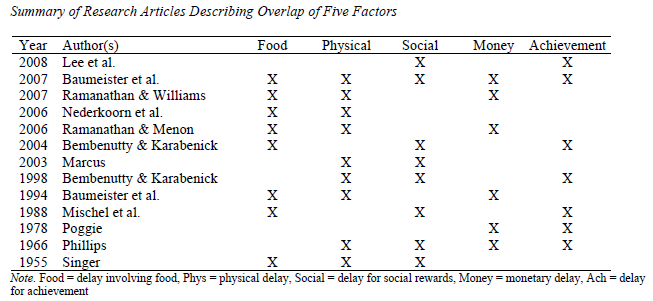 Summary of Research Articles Describing Overlap of Five Factors
Year Author(s) Food Physical Social Money Achievement
2008 Lee et al. X X
2007 Baumeister et al. X X X X X
2007 Ramanathan & Williams X X X
2006 Nederkoorn et al. X X
2006 Ramanathan & Menon X X X
2004 Bembenutty & Karabenick X X X
2003 Marcus X X
1998 Bembenutty & Karabenick X X X
1994 Baumeister et al. X X X
1988 Mischel et al. X X X
1978 Poggie X X
1966 Phillips X X X X
1955 Singer X X X
Note. Food = delay involving food, Phys = physical delay, Social = delay for social rewards, Money = monetary delay, Ach = delay
for achievement